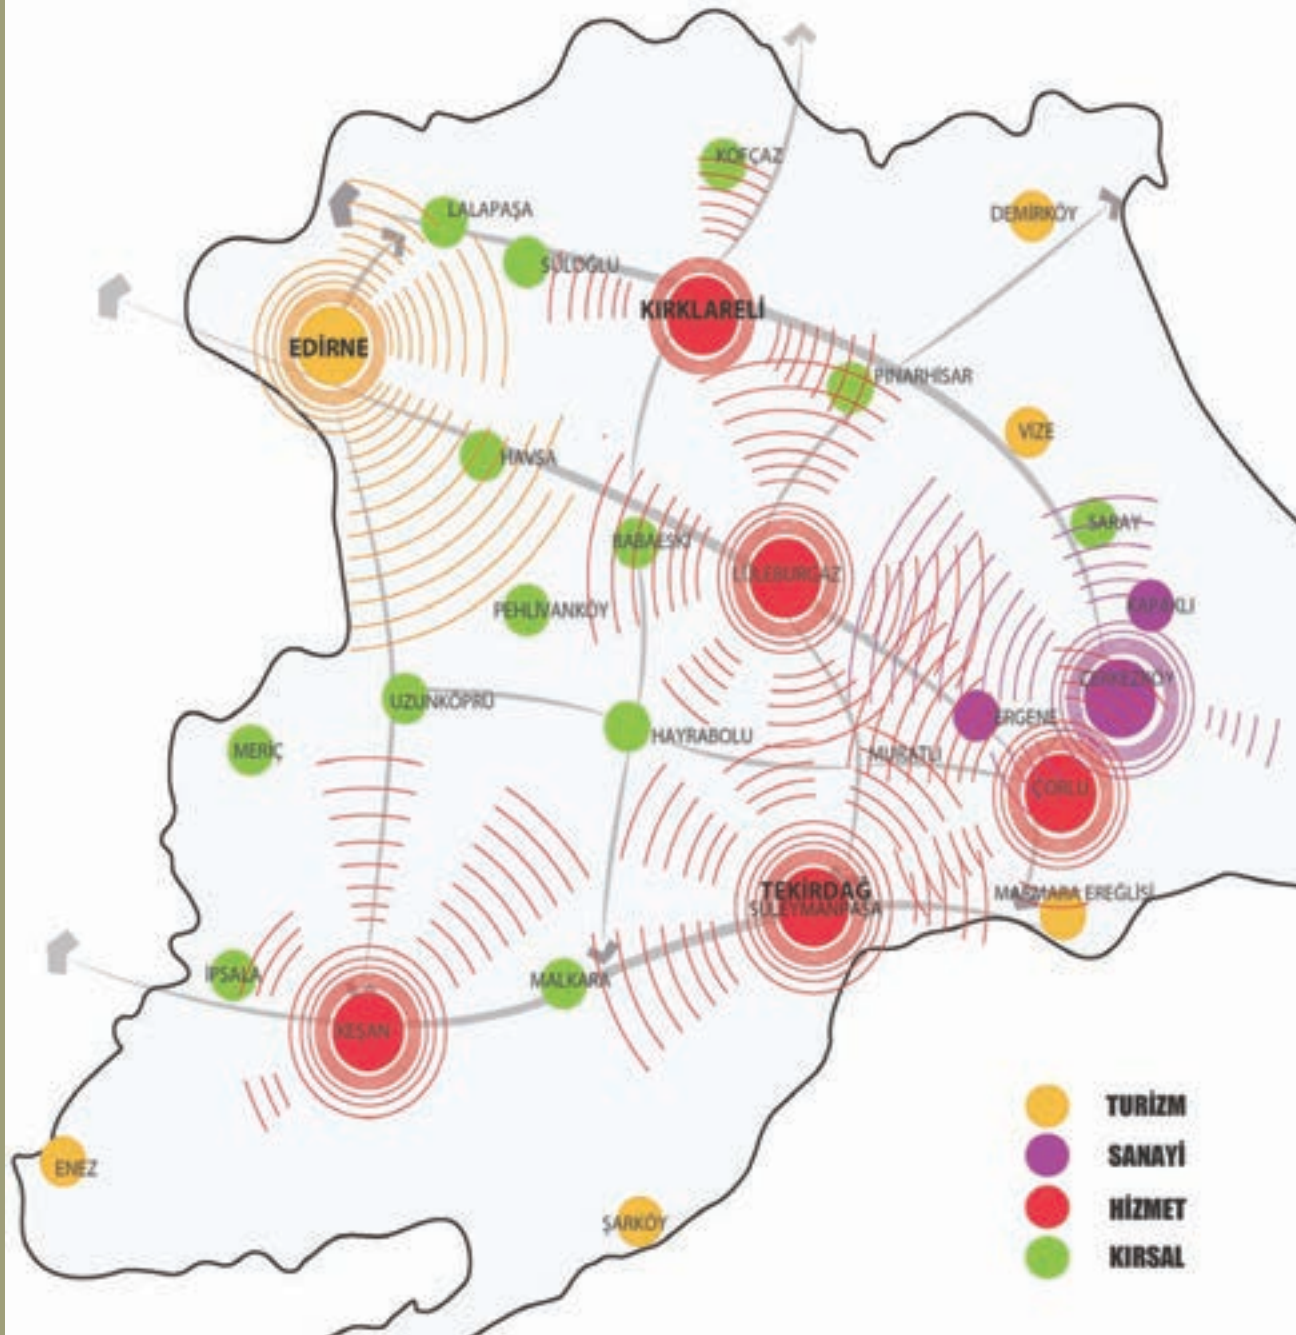 KOFÇAZ
LALAPAŞA
DEMİRKÖY
SÜLOĞLU
KIRKLARELİ
EDİRNE
PINARHİSAR
VİZE
HAVSA
SARAY
BABAESKİ
LÜLEBURGAZ
PEHLİVANKÖY
KAPAKLI
ÇERKEZKÖY
UZUNKÖPRÜ
ERGENE
HAYRABOLU
MERİÇ
MURATLI
ÇORLU
TEKİRDAĞ
SÜLEYMANPAŞA
MARMARA EREĞLİSİ
İPSALA
MALKARA
KEŞAN
ENEZ
ŞARKÖY
TURİZM
SANAYİ
HİZMET
KIRSAL